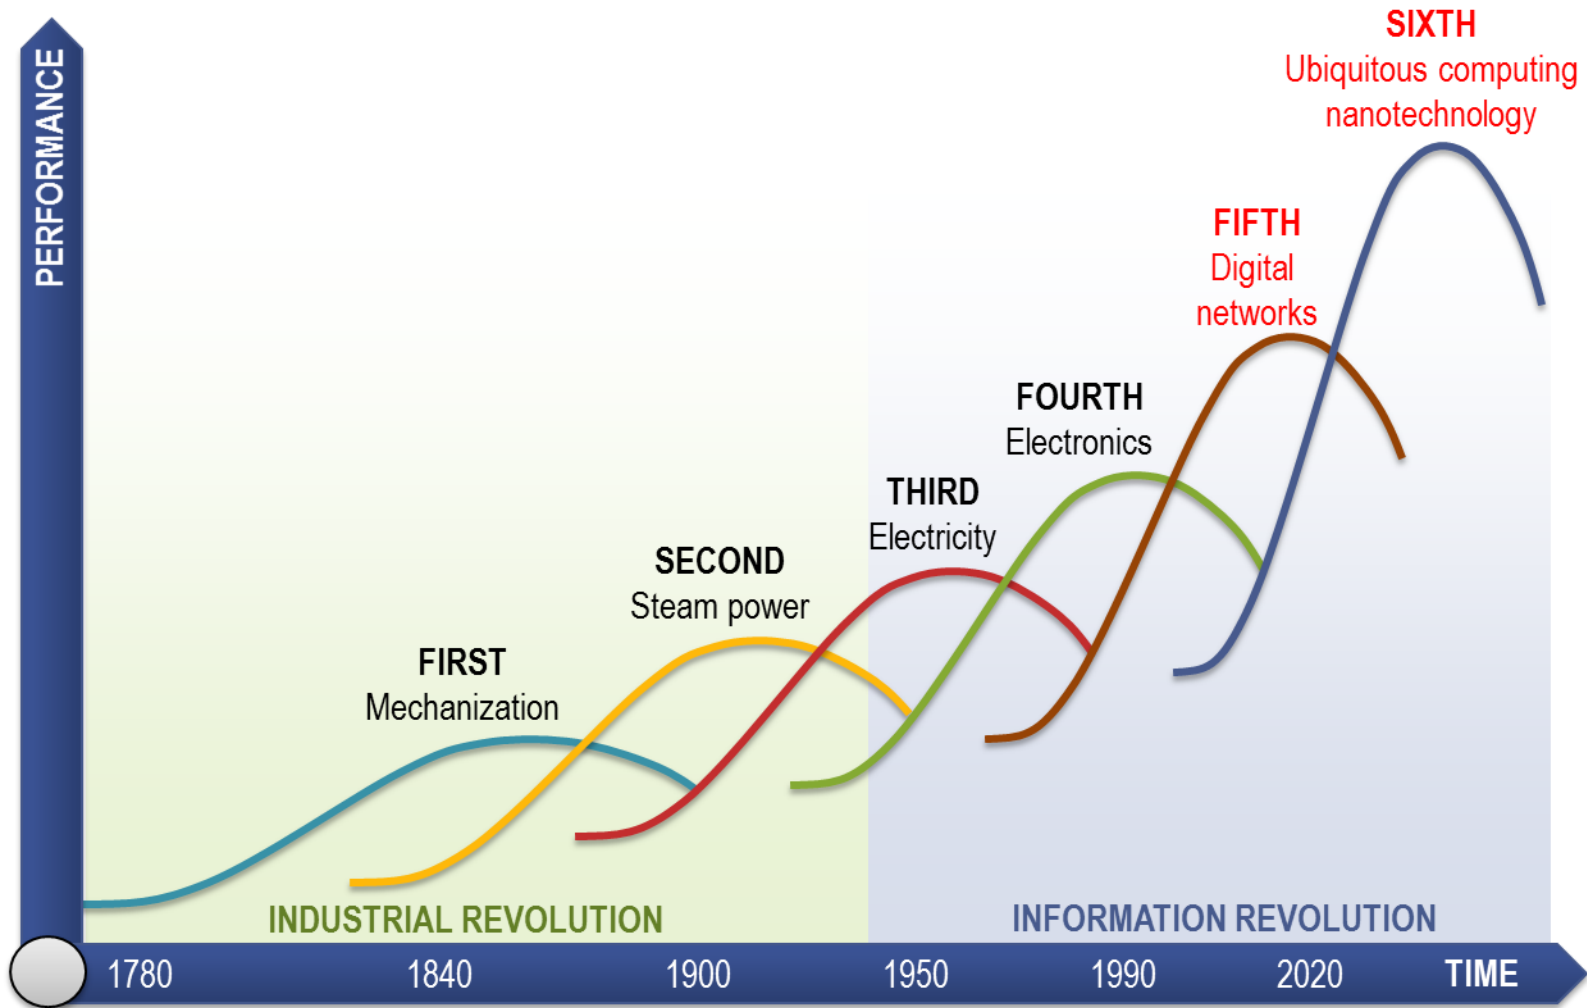 PERFORMANCE
SIXTH
Ubiquitous computing
nanotechnology
FIFTH
Digital
networks
FOURTH
Electronics
THIRD
Electricity
SECOND
Steam power
FIRST
Mechanization
INDUSTRIAL REVOLUTION
INFORMATION REVOLUTION
1780
1840
1900
1950
1990
2020
TIME